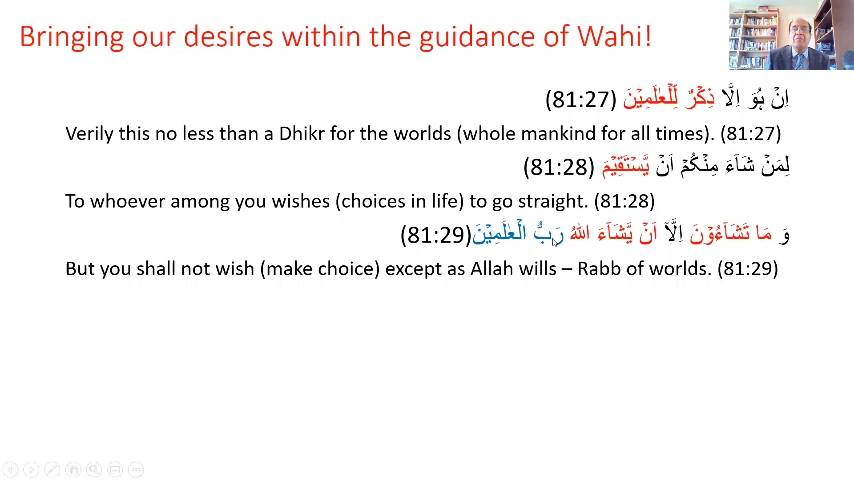 Bringing our desires within the guidance of Wahi!
اِنۡ ہُوَ اِلَّا ذِکۡرٌ لِّلۡعٰلَمِیۡنَ (81:27)
Verily this no less than a Dhikr for the worlds (whole mankind for all times). (81:27)
لِمَنۡ شَآءَ مِنۡکُمۡ اَنۡ یَّسۡتَقِیۡمَ (81:28)
To whoever among you wishes (choices in life) to go straight. (81:28)
وَ مَا تَشَآءُوۡنَ اِلَّاۤ اَنۡ یَّشَآءَ اللہُ رَبُّ الۡعٰلَمِیۡنَ (81:29)
But you shall not wish (make choice) except as Allah wills – Rabb of worlds. (81:29)